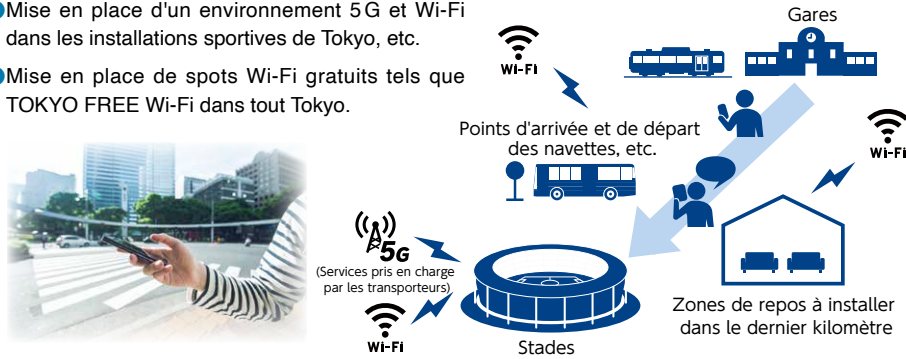 Mise en place d'un environnement 5G et Wi-Fi
dans les installations sportives de Tokyo, etc.
Mise en place de spots Wi-Fi gratuits tels que
TOKYO FREE Wi-Fi dans tout Tokyo.
Gares
Wi-Fi
Points d'arrivée et de départ
des navettes, etc.
Wi-Fi
5G
(Services pris en charge
par les transporteurs)
Wi-Fi
Stades
Zones de repos à installer
dans le dernier kilomètre